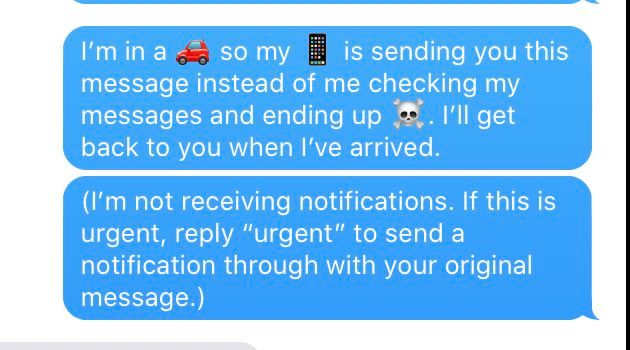 I’m in a 🚗 so my 📱 is sending you this
message instead of me checking my
messages and ending up ☠️. I’ll get
back to you when I’ve arrived.
(I’m not receiving notifications. If this is
urgent, reply “urgent” to send a
notification through with your original
message.)